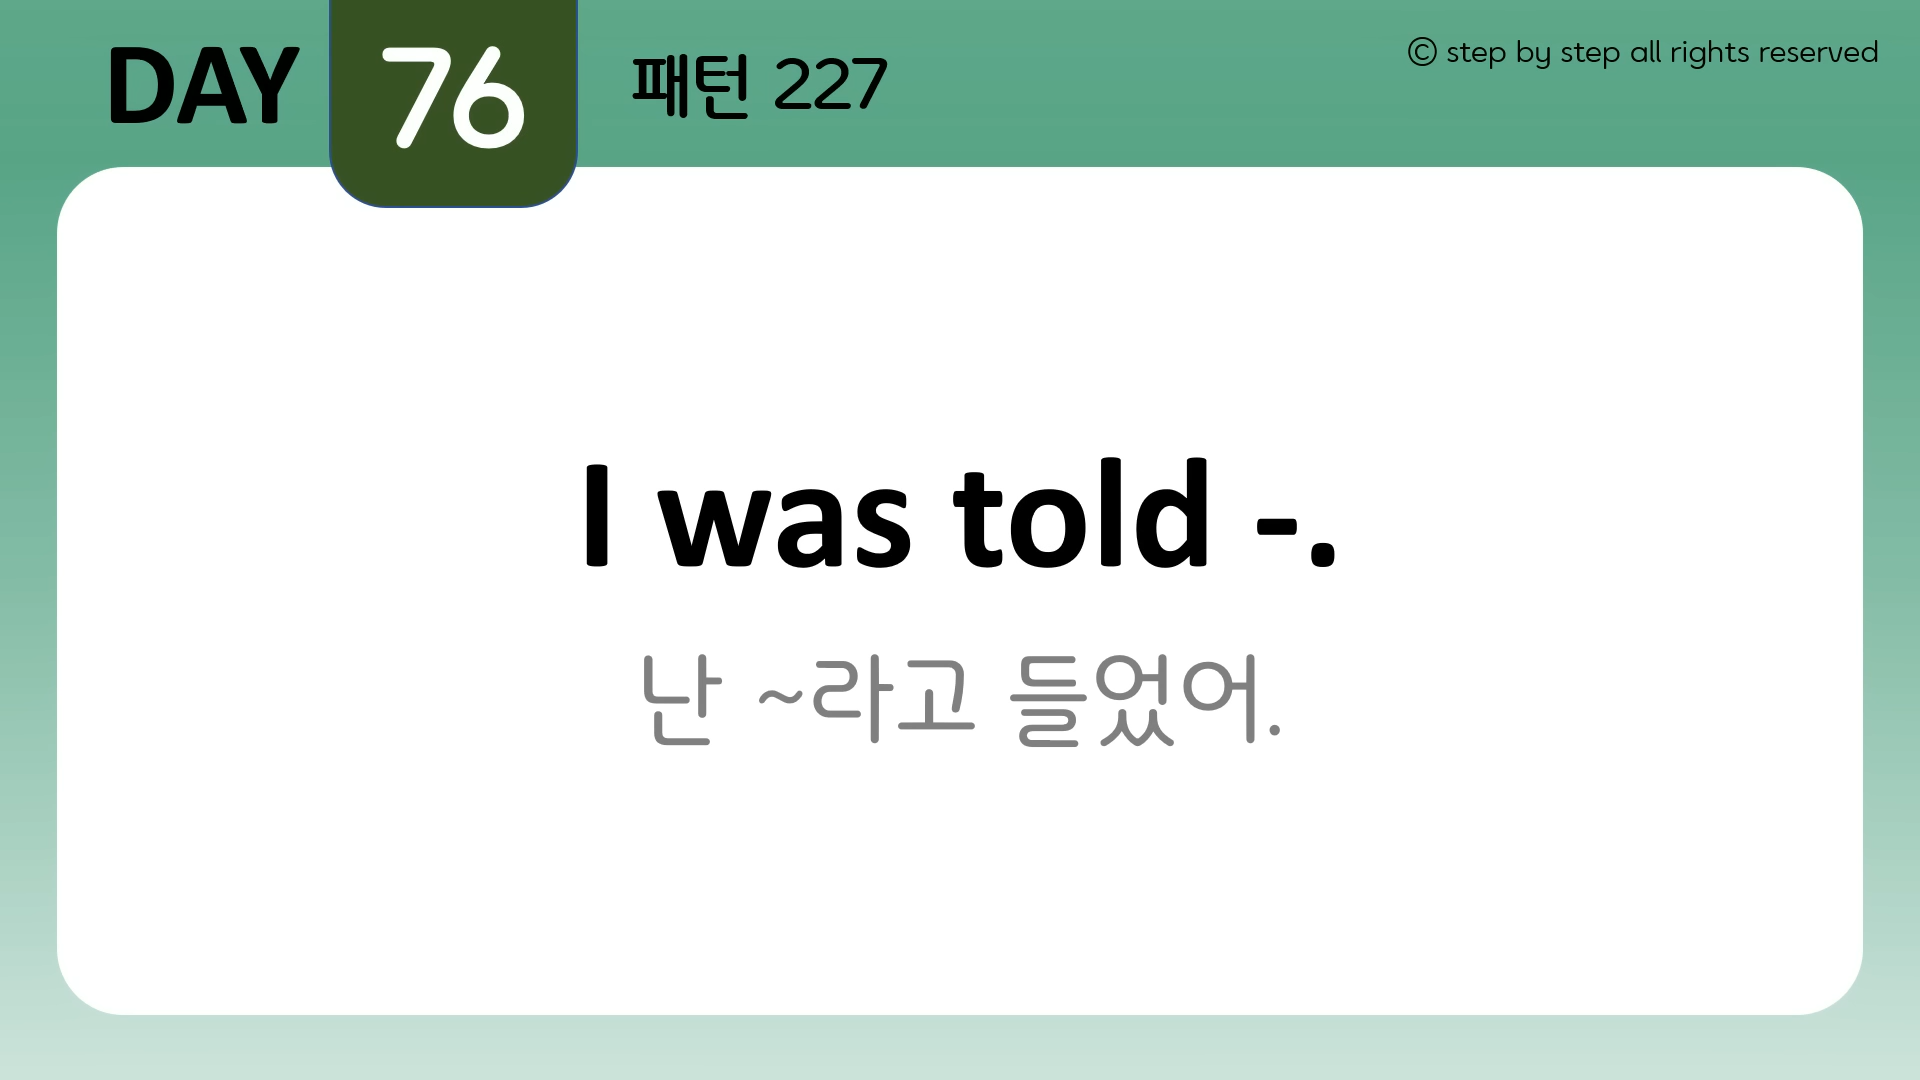 DAY 76 패턴 227
© step by step all rights reserved
I was told -.
난 ~라고 들었어.